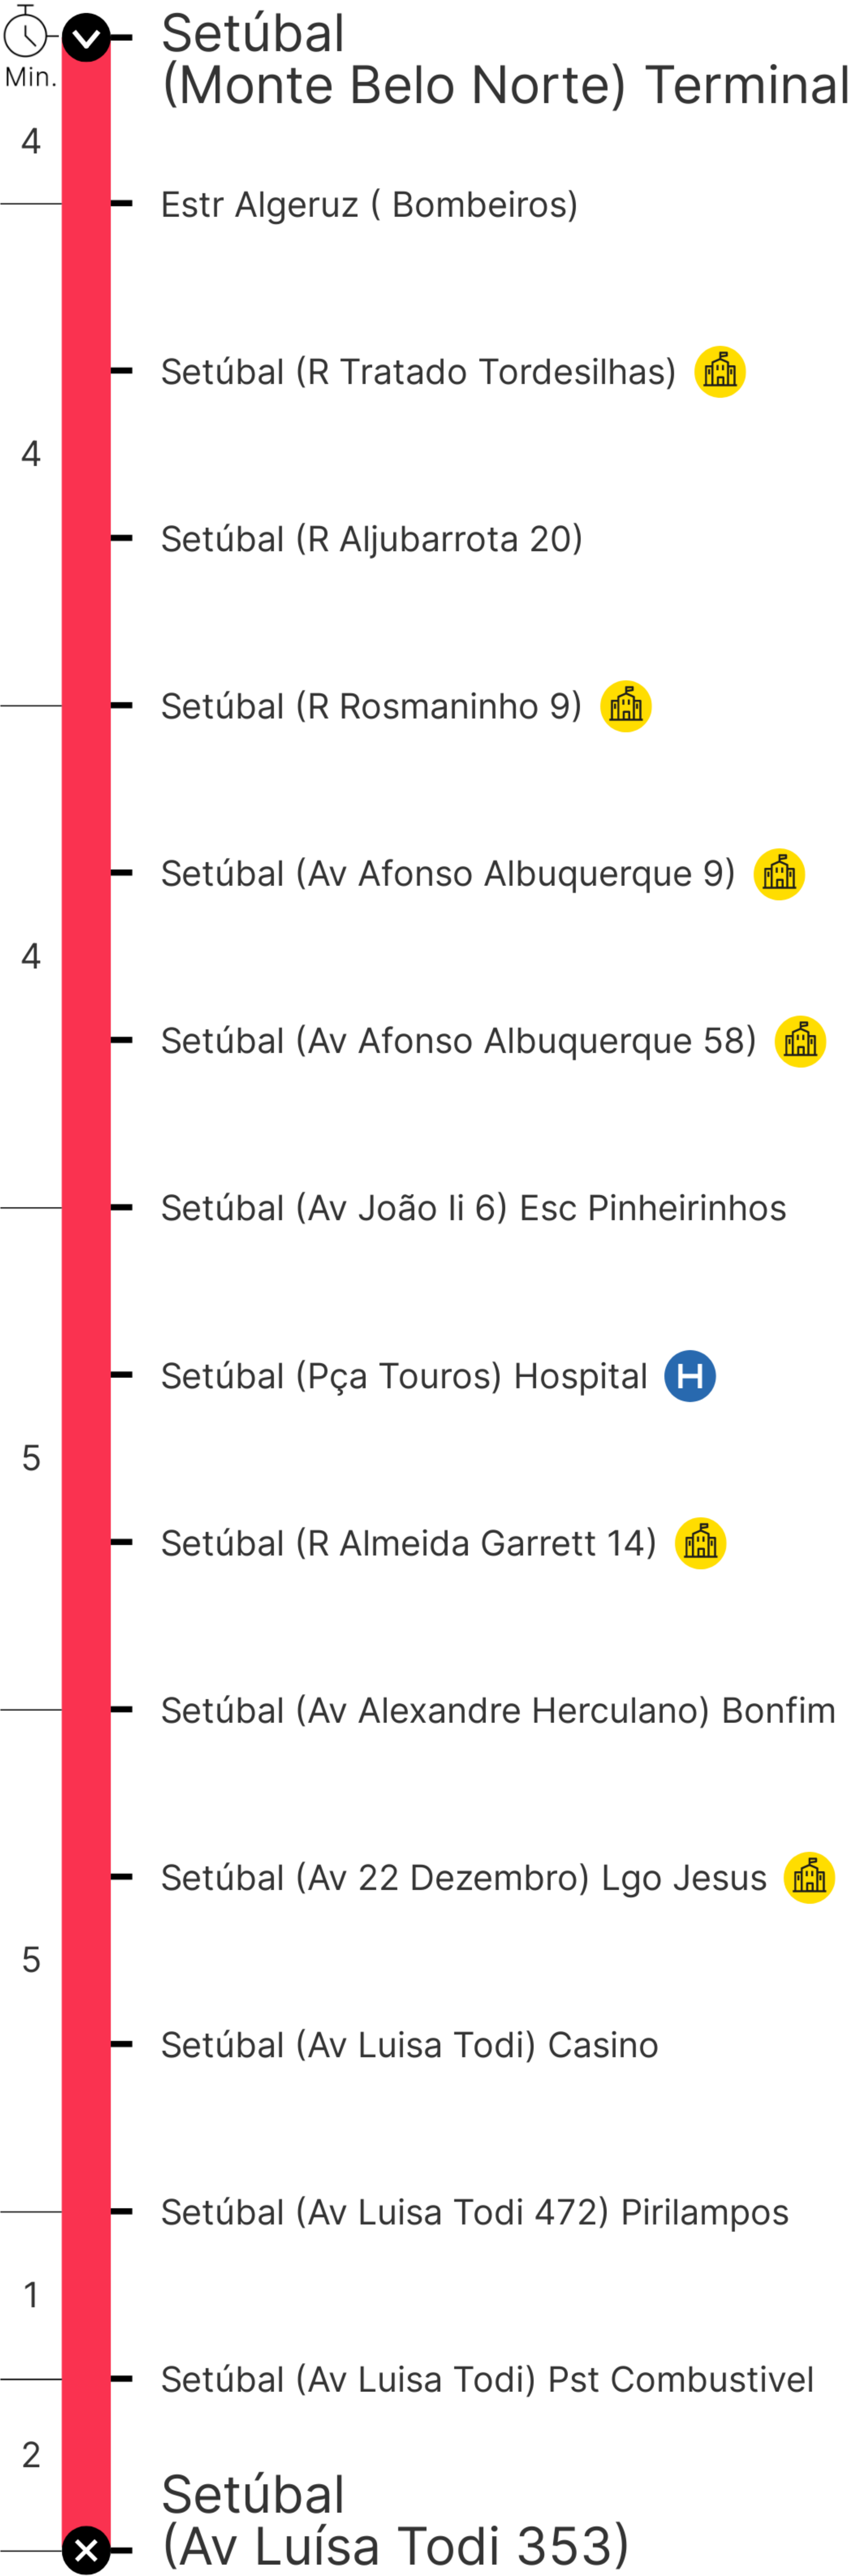 Setúbal
(Monte Belo Norte) Terminal
Min.
4
Estr Algeruz ( Bombeiros)
Setúbal (R Tratado Tordesilhas)
4
Setúbal (R Aljubarrota 20)
Setúbal (R Rosmaninho 9)
Setúbal (Av Afonso Albuquerque 9)
4
Setúbal (Av Afonso Albuquerque 58)
Setúbal (Av João Ii 6) Esc Pinheirinhos
Setúbal (Pça Touros) Hospital H
5
Setúbal (R Almeida Garrett 14)
Setúbal (Av Alexandre Herculano) Bonfim
Setúbal (Av 22 Dezembro) Lgo Jesus
5
Setúbal (Av Luisa Todi) Casino
Setúbal (Av Luisa Todi 472) Pirilampos
1
Setúbal (Av Luisa Todi) Pst Combustivel
2
Setúbal
(Av Luísa Todi 353)